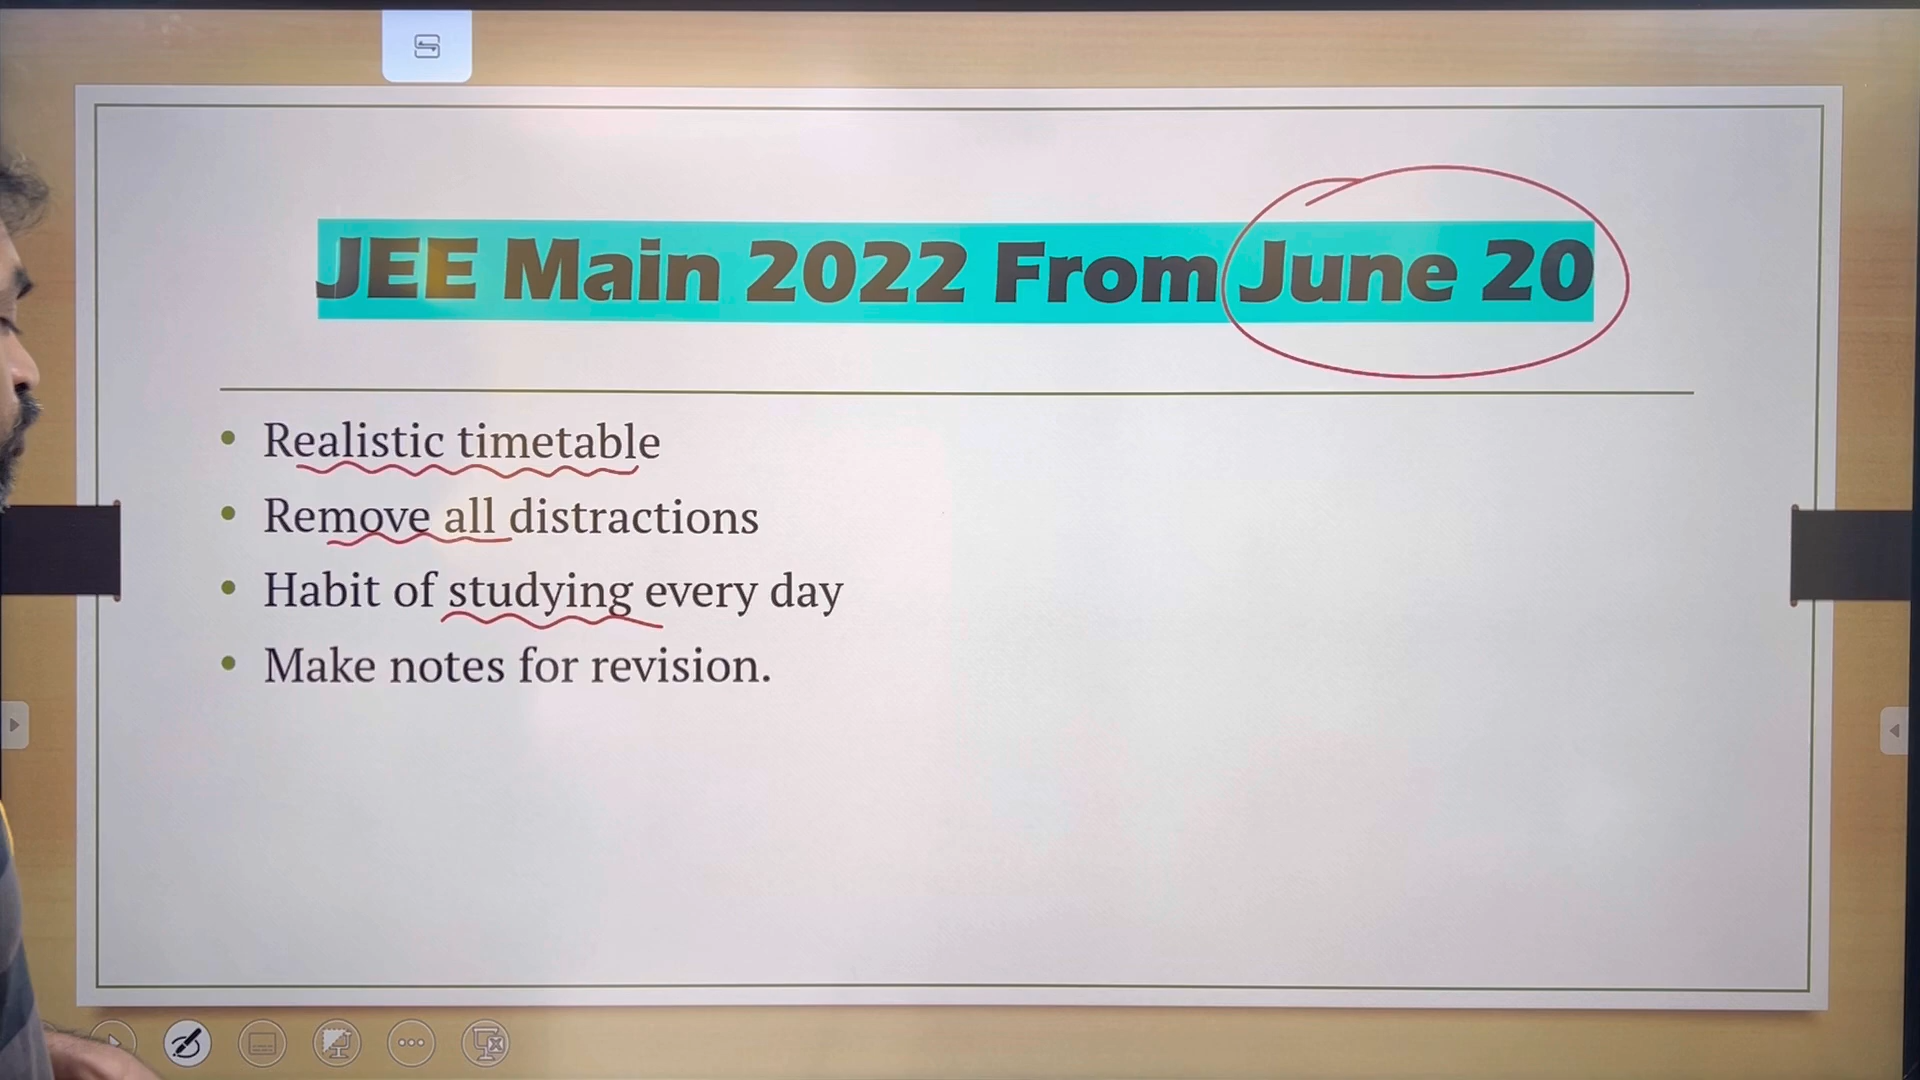 JEE Main 2022 From June 20
• Realistic timetable
• Remove all distractions
• Habit of studying every day
• Make notes for revision.